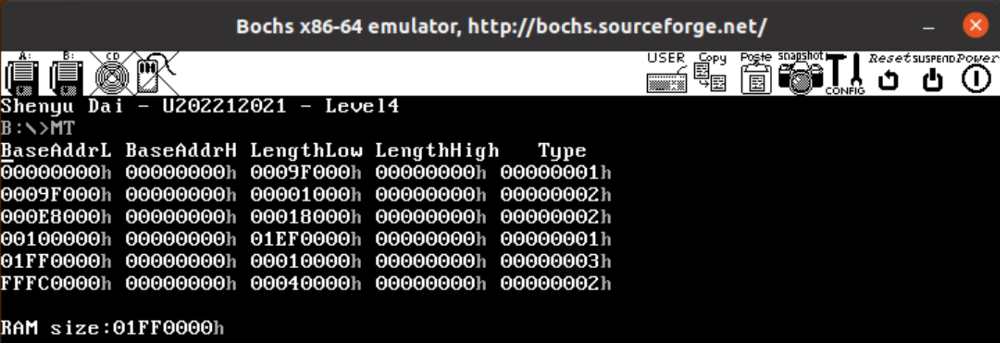 Bochs x86-64 emulator, http://bochs.sourceforge.net/
A: B: CD USER Copy Paste snapshot CONFIG Reset SUSPEND Power
Shenyu Dai - U202212021 - Level4
B:\>MT
BaseAddrL BaseAddrH LengthLow LengthHigh Type
00000000h 00000000h 0009F000h 00000000h 00000001h
0009F000h 00000000h 00001000h 00000000h 00000002h
000E8000h 00000000h 00018000h 00000000h 00000002h
00100000h 00000000h 01EF0000h 00000000h 00000001h
01FF0000h 00000000h 00010000h 00000000h 00000003h
FFFC0000h 00000000h 00040000h 00000000h 00000002h
RAM size:01FF0000h